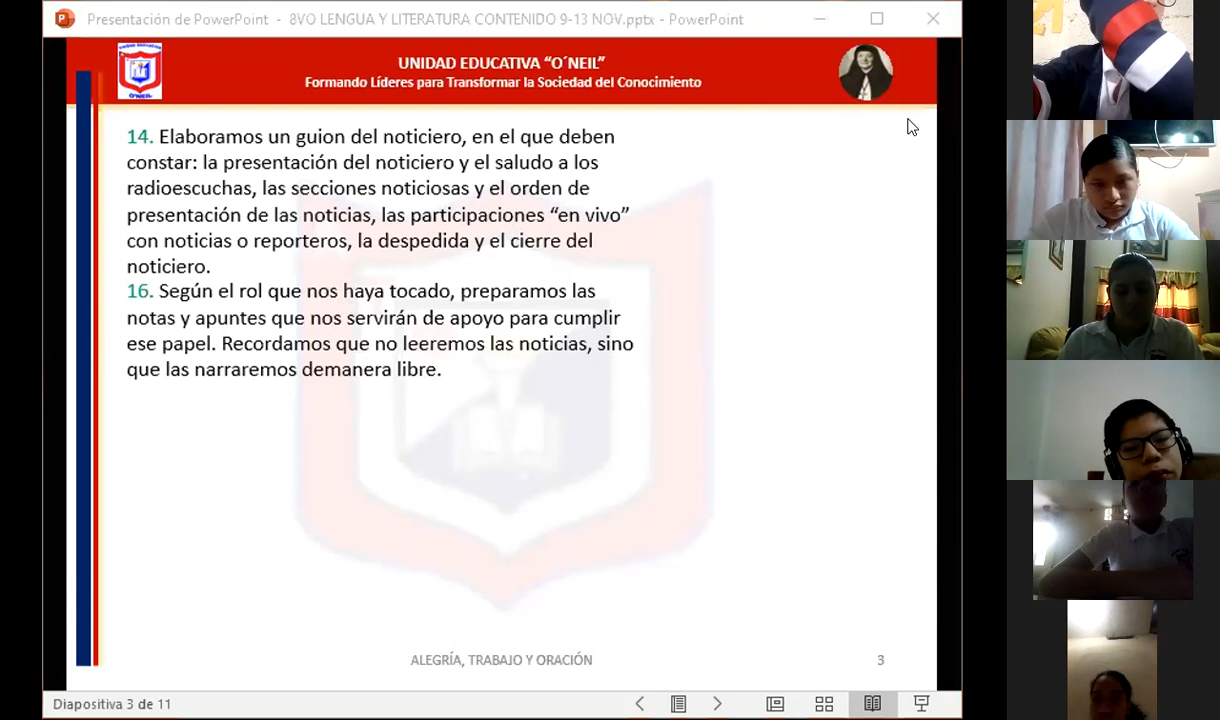 Presentación de PowerPoint - 8VO LENGUA Y LITERATURA CONTENIDO 9-13 NOV.pptx - PowerPoint
UNIDAD EDUCATIVA “O´NEIL”
Formando Líderes para Transformar la Sociedad del Conocimiento
O'NEIL
14. Elaboramos un guion del noticiero, en el que deben
constar: la presentación del noticiero y el saludo a los
radioescuchas, las secciones noticiosas y el orden de
presentación de las noticias, las participaciones “en vivo”
con noticias o reporteros, la despedida y el cierre del
noticiero.
16. Según el rol que nos haya tocado, preparamos las
notas y apuntes que nos servirán de apoyo para cumplir
ese papel. Recordamos que no leeremos las noticias, sino
que las narraremos demanera libre.
ALEGRÍA, TRABAJO Y ORACIÓN
3
Diapositiva 3 de 11